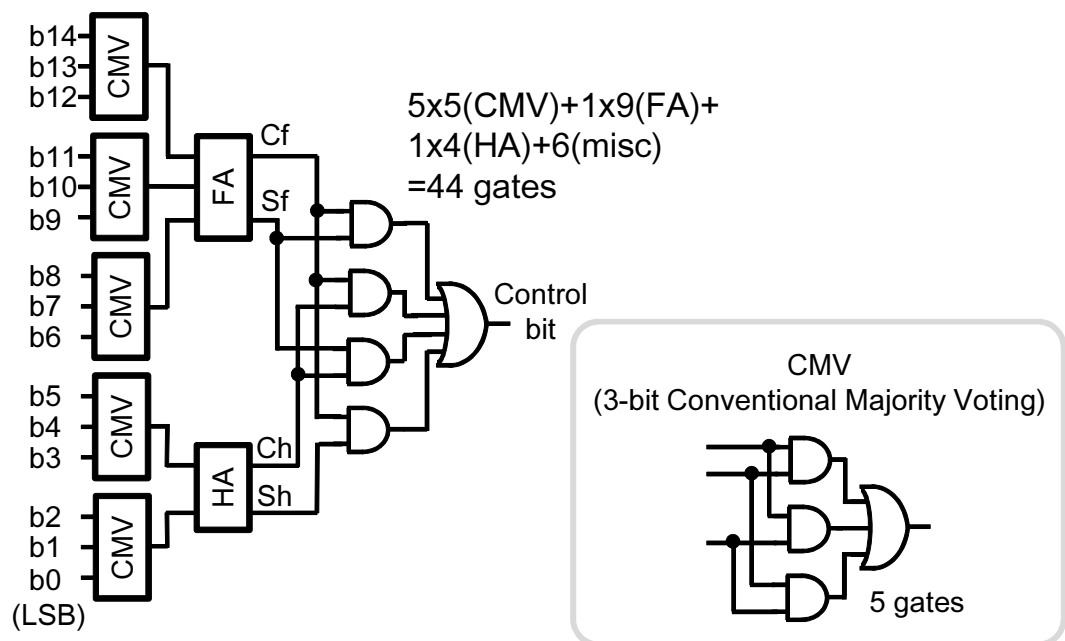 b14
b13
b12
CMV
b11
b10
b9
CMV
b8
b7
b6
CMV
b5
b4
b3
CMV
b2
b1
b0
(LSB)
CMV
FA
Cf
Sf
HA
Ch
Sh
5x5(CMV)+1x9(FA)+
1x4(HA)+6(misc)
=44 gates
Control
bit
CMV
(3-bit Conventional Majority Voting)
5 gates